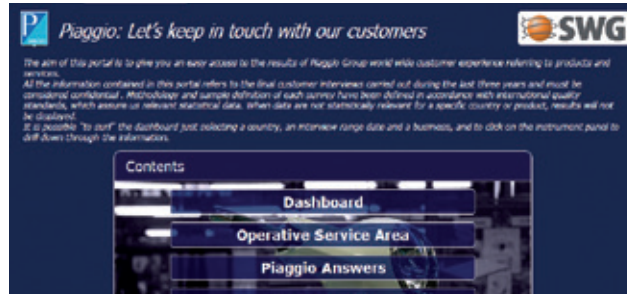 Piaggio: Let's keep in touch with our customers
SWG
The aim of this portal is to give you an easy access to the results of Piaggio Group world wide customer experience referring to products and
services.
All the information contained in this portal refers to the final customer interviews carried out during the last three years and must be
considered confidential. Methodology and sample definition of each survey have been defined in accordance with international quality
standards, which assure us relevant statistical data. When data are not statistically relevant for a specific country or product, results will not
be displayed.
It is possible "to surf" the dashboard just selecting a country, an interview range date and a business, and to click on the instrument panel to
drill down through the information.
Contents
Dashboard
Operative Service Area
Piaggio Answers